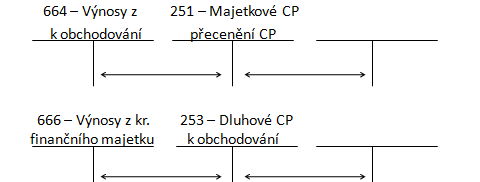 664 – Výnosy z
k obchodování
251 – Majetkové CP
přecenění CP
666 – Výnosy z kr.
finančního majetku
253 – Dluhové CP
k obchodování